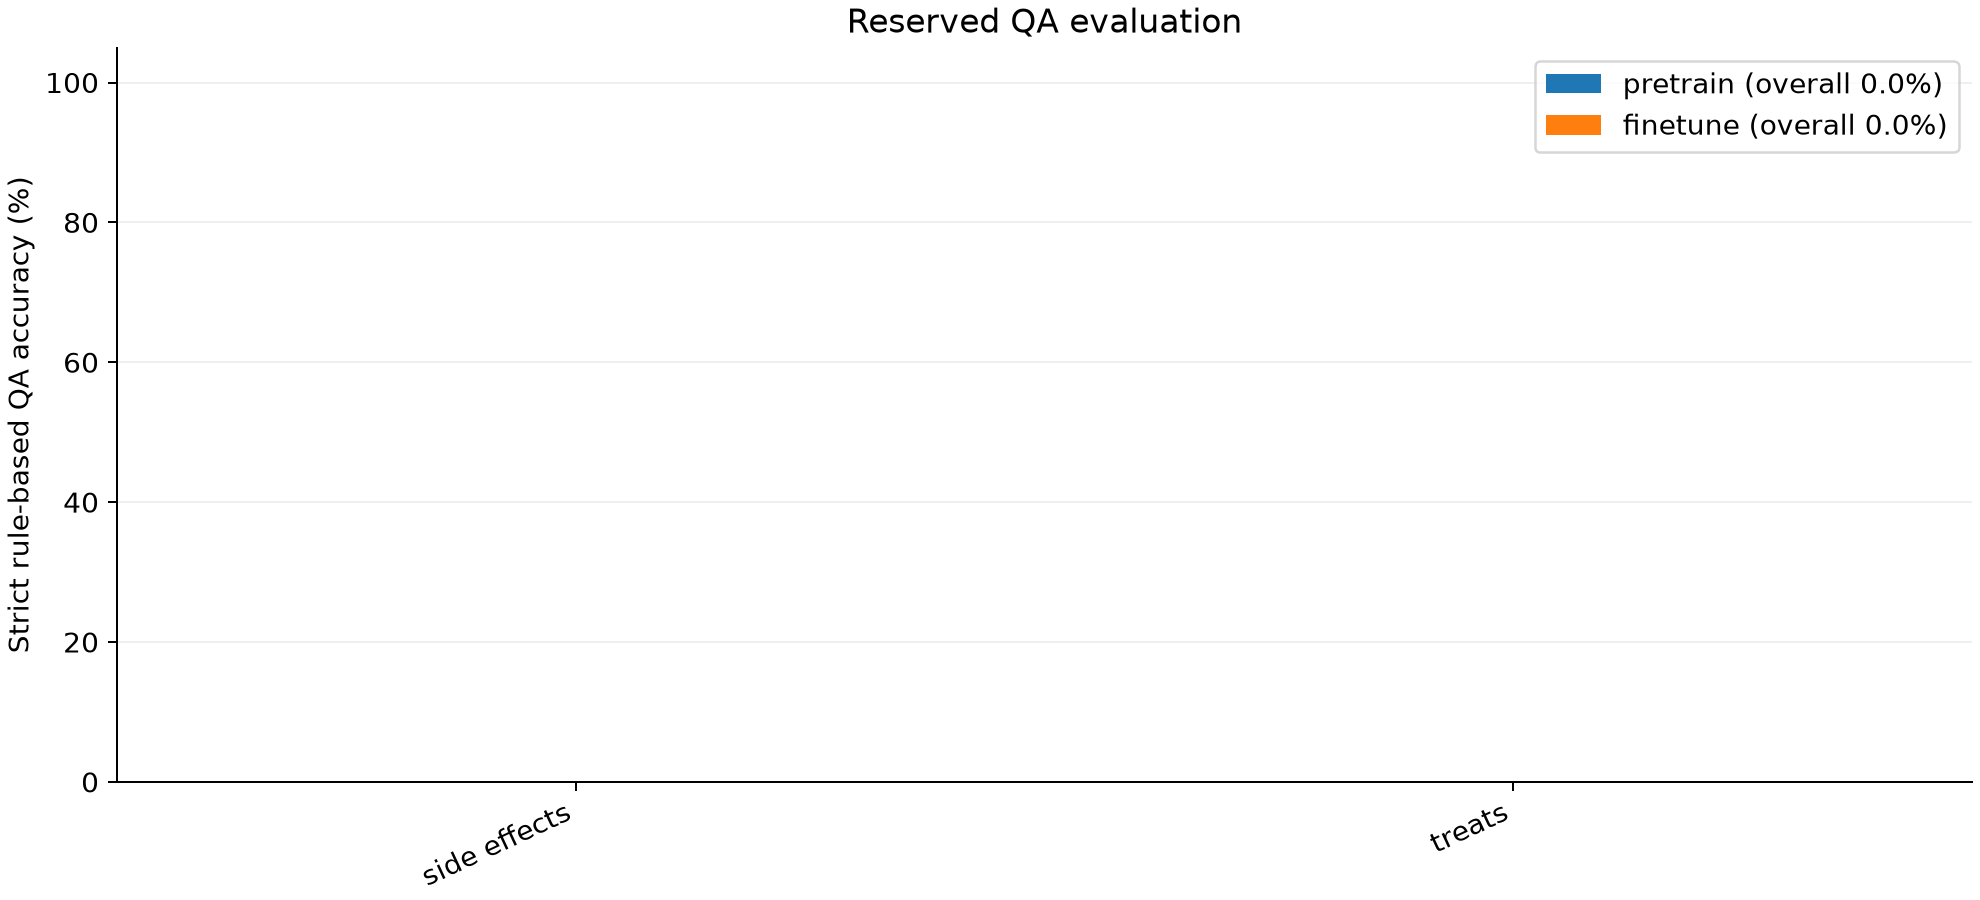 Reserved QA evaluation
pretrain (overall 0.0%)
finetune (overall 0.0%)
Strict rule-based QA accuracy (%)
100
80
60
40
20
0
side effects
treats